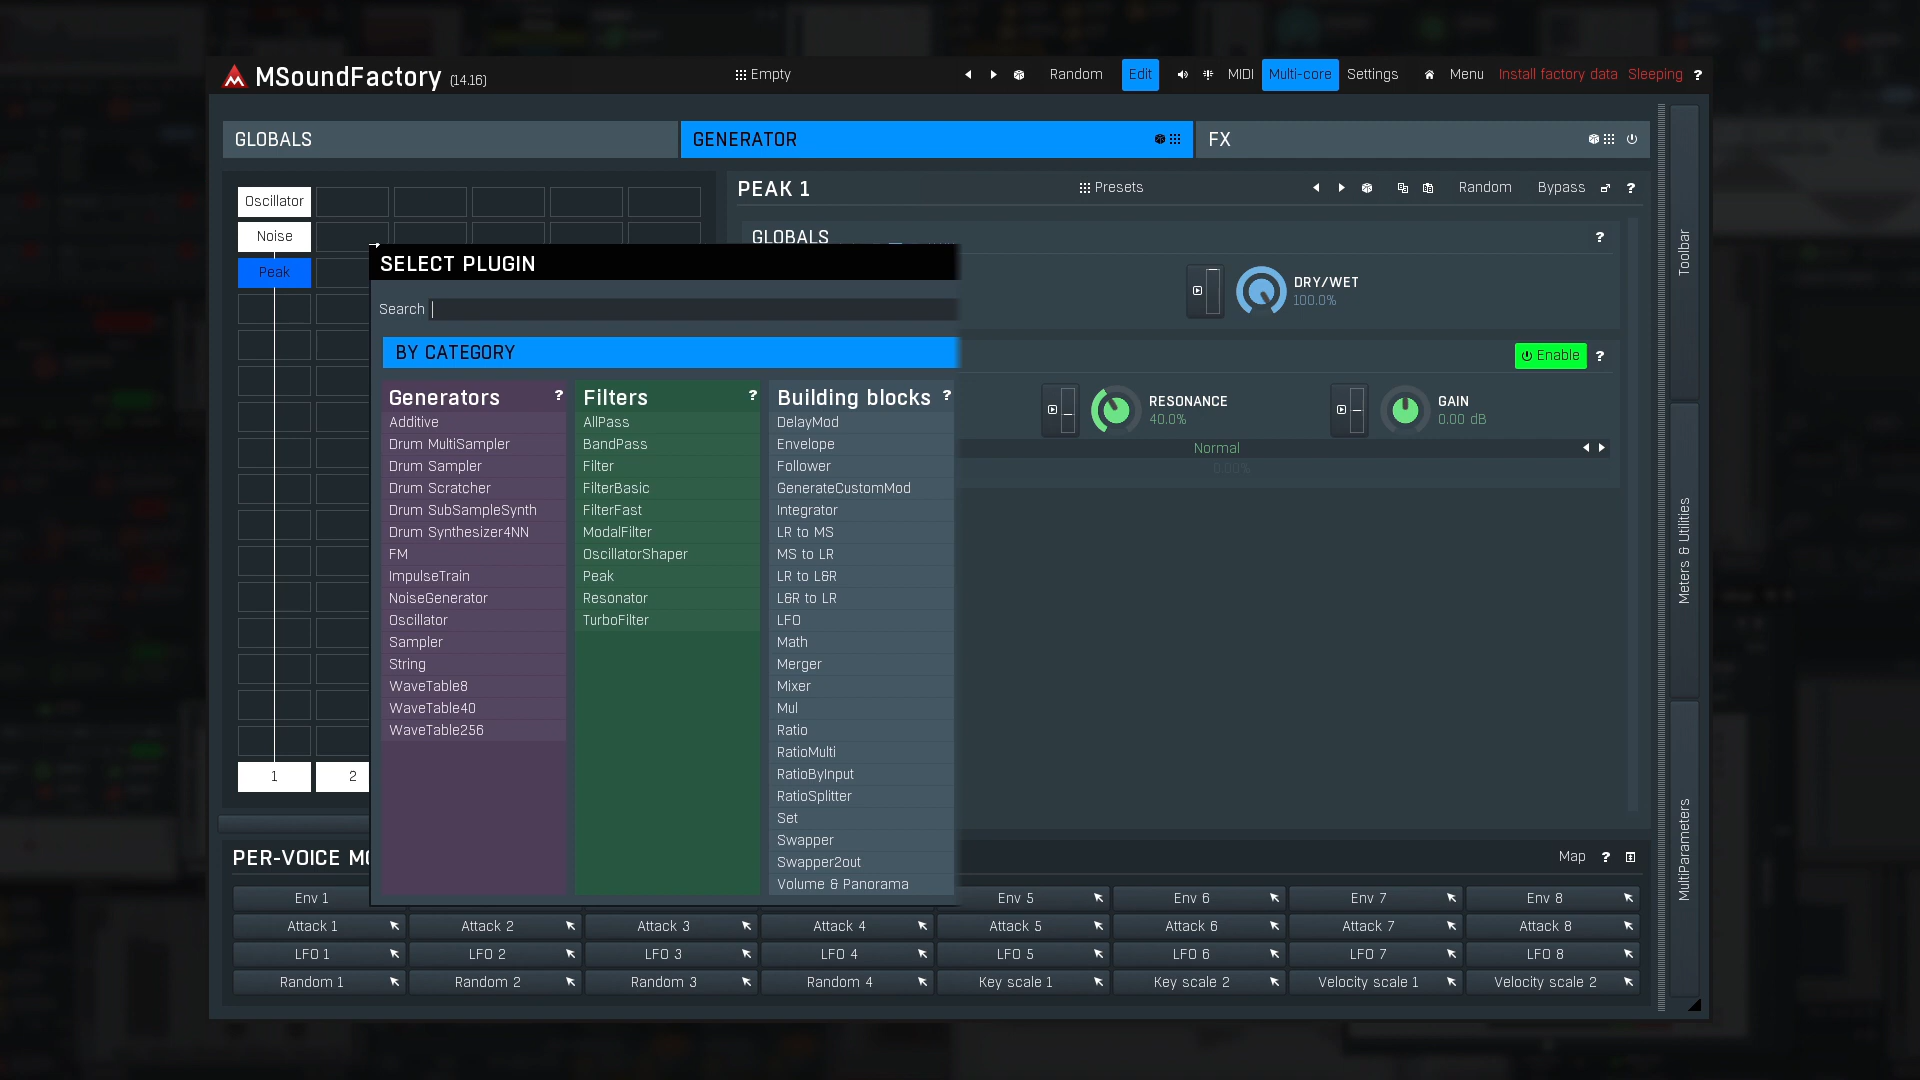 MSoundFactory (14.16)
Empty
Random
Edit
MIDI
Multi-core
Settings
Menu
Install factory data
Sleeping
?
GLOBALS
GENERATOR
FX
Oscillator
Noise
Peak
1
2
PEAK 1
Presets
Random
Bypass
?
GLOBALS
?
DRY/WET
100.0%
Enable
?
RESONANCE
40.0%
GAIN
0.00 dB
Normal
0.00%
SELECT PLUGIN
Search
BY CATEGORY
Generators ?
Additive
Drum MultiSampler
Drum Sampler
Drum Scratcher
Drum SubSampleSynth
Drum Synthesizer4NN
FM
ImpulseTrain
NoiseGenerator
Oscillator
Sampler
String
WaveTable8
WaveTable40
WaveTable256
Filters ?
AllPass
BandPass
Filter
FilterBasic
FilterFast
ModalFilter
OscillatorShaper
Peak
Resonator
TurboFilter
Building blocks ?
DelayMod
Envelope
Follower
GenerateCustomMod
Integrator
LR to MS
MS to LR
LR to L&R
L&R to LR
LFO
Math
Merger
Mixer
Mul
Ratio
RatioMulti
RatioByInput
RatioSplitter
Set
Swapper
Swapper2out
Volume & Panorama
Toolbar
Meters & Utilities
MultiParameters
PER-VOICE
Map ?
Env 1
Env 5
Env 6
Env 7
Env 8
Attack 1
Attack 2
Attack 3
Attack 4
Attack 5
Attack 6
Attack 7
Attack 8
LFO 1
LFO 2
LFO 3
LFO 4
LFO 5
LFO 6
LFO 7
LFO 8
Random 1
Random 2
Random 3
Random 4
Key scale 1
Key scale 2
Velocity scale 1
Velocity scale 2